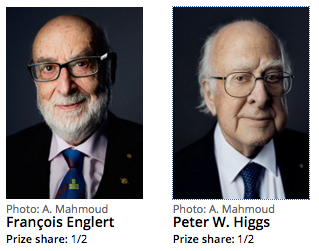 Photo: A. Mahmoud
François Englert
Prize share: 1/2
Photo: A. Mahmoud
Peter W. Higgs
Prize share: 1/2